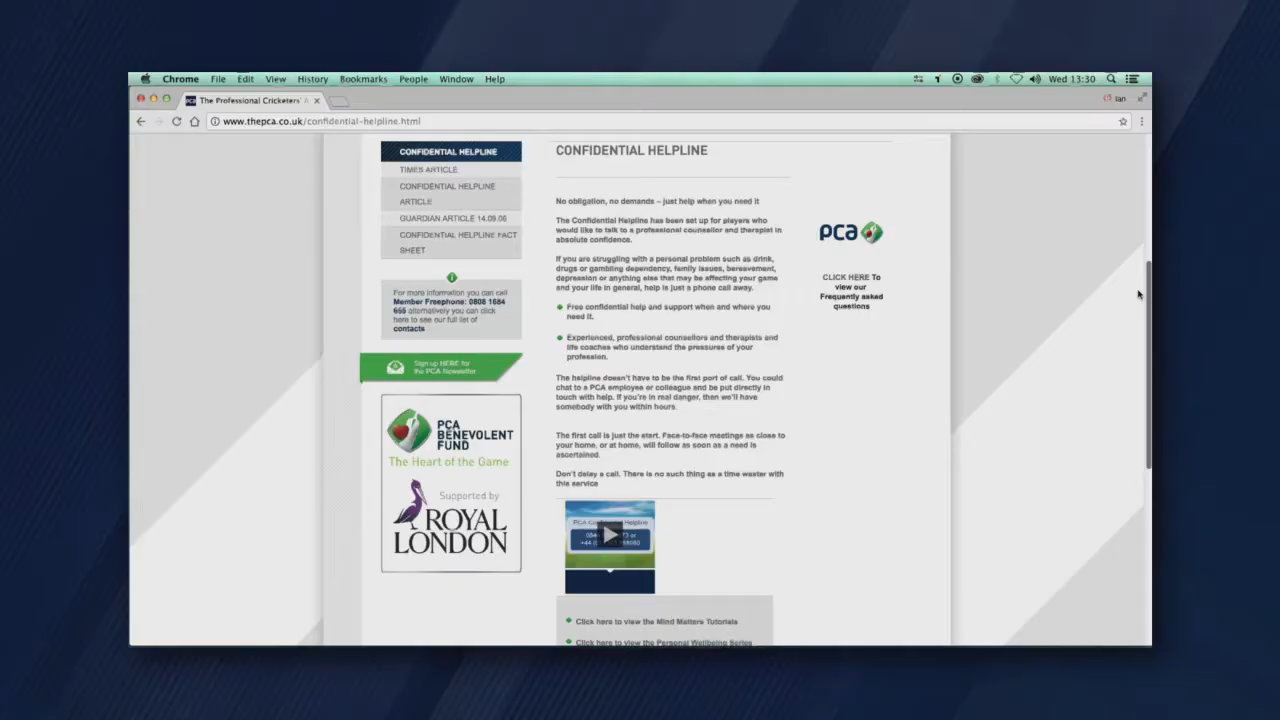 Chrome File Edit View History Bookmarks People Window Help
Wed 13:30
The Professional Cricketers' A
Ian
www.thepca.co.uk/confidential-helpline.html
CONFIDENTIAL HELPLINE
TIMES ARTICLE
CONFIDENTIAL HELPLINE
ARTICLE
GUARDIAN ARTICLE 14.09.06
CONFIDENTIAL HELPLINE FACT
SHEET
For more information you can call
Member Freephone: 0808 1684
655 alternatively you can click
here to see our full list of
contacts
Sign up HERE for
the PCA Newsletter
PCA
BENEVOLENT
FUND
The Heart of the Game
Supported by
ROYAL
LONDON
CONFIDENTIAL HELPLINE
No obligation, no demands – just help when you need it
The Confidential Helpline has been set up for players who
would like to talk to a professional counsellor and therapist in
absolute confidence.
If you are struggling with a personal problem such as drink,
drugs or gambling dependency, family issues, bereavement,
depression or anything else that may be affecting your game
and your life in general, help is just a phone call away.
Free confidential help and support when and where you
need it.
Experienced, professional counsellors and therapists and
life coaches who understand the pressures of your
profession.
The helpline doesn't have to be the first port of call. You could
chat to a PCA employee or colleague and be put directly in
touch with help. If you're in real danger, then we'll have
somebody with you within hours.
The first call is just the start. Face-to-face meetings as close to
your home, or at home, will follow as soon as a need is
ascertained.
Don't delay a call. There is no such thing as a time waster with
this service
PCA Confidential Helpline
Click here to view the Mind Matters Tutorials
Click here to view the Personal Wellbeing Series
pca
CLICK HERE To
view our
Frequently asked
questions